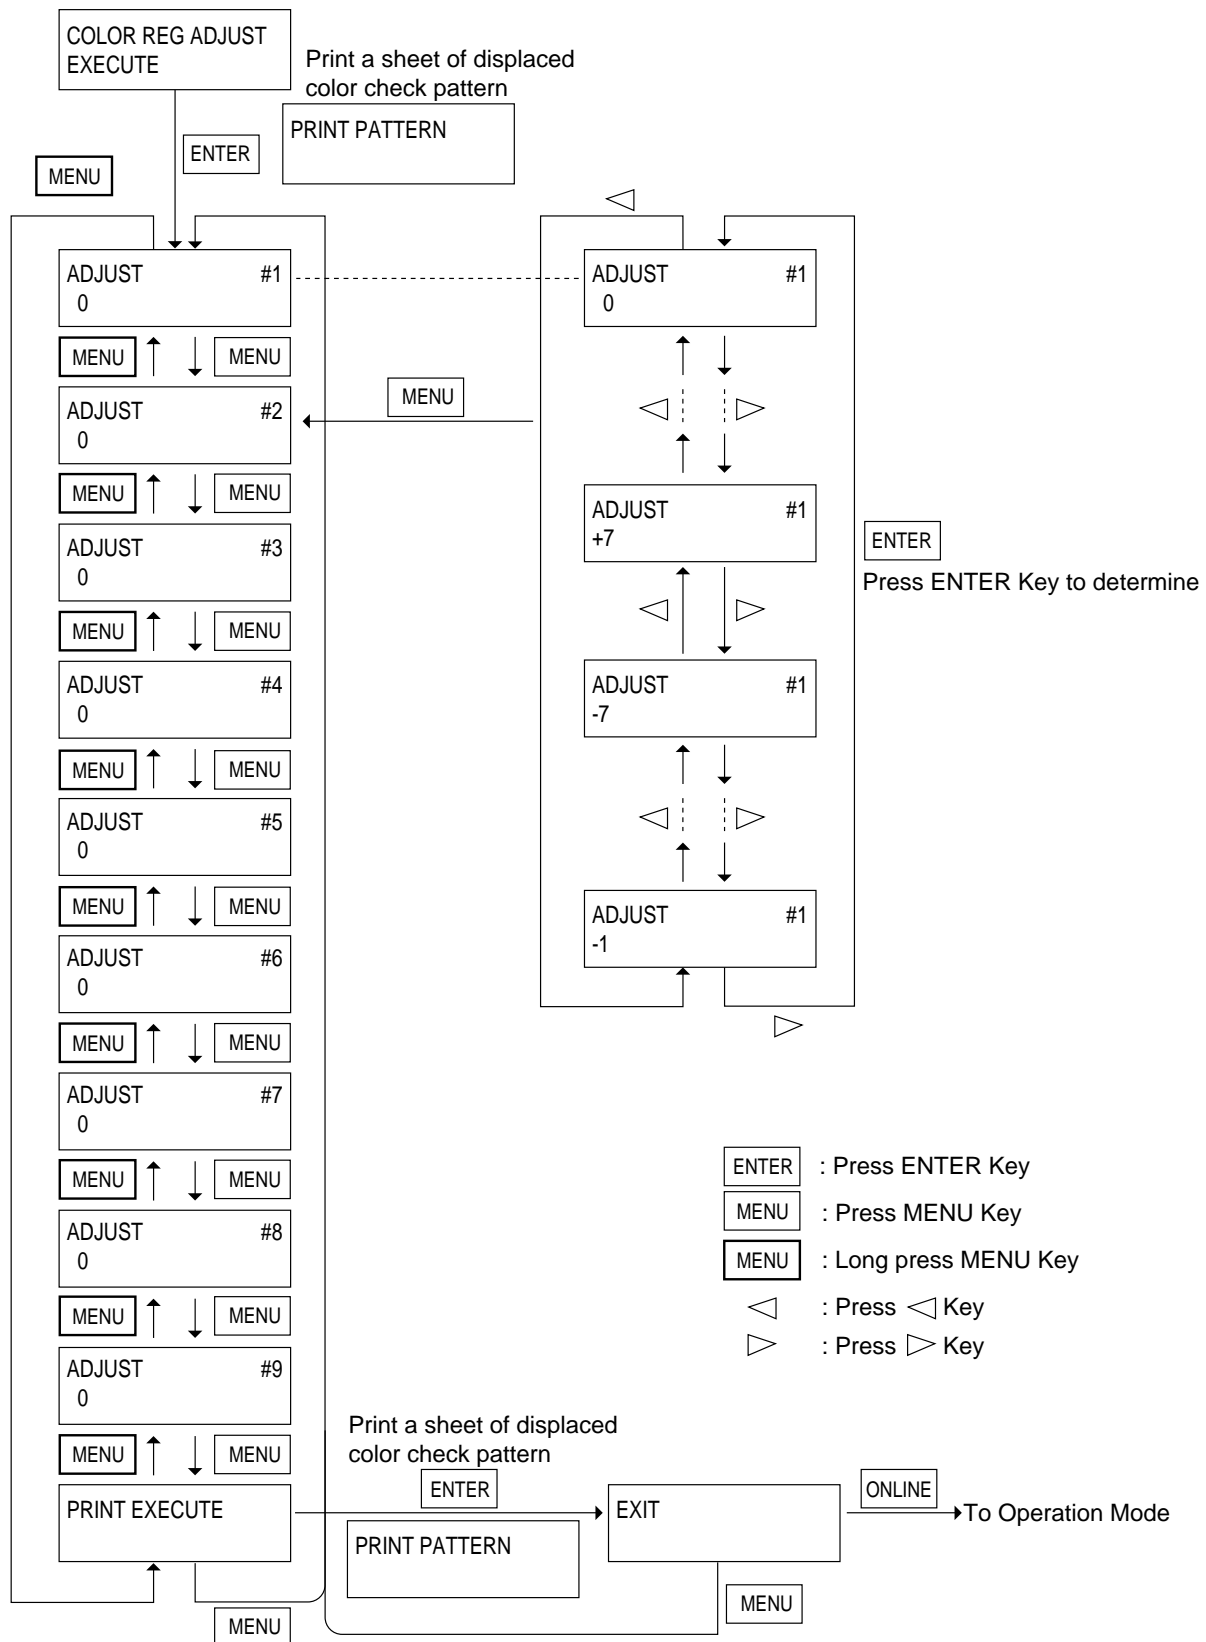 COLOR REG ADJUST
EXECUTE
Print a sheet of displaced
color check pattern
PRINT PATTERN
ENTER
MENU
ADJUST #1
0
MENU MENU
ADJUST #2
0
MENU MENU
ADJUST #3
0
MENU MENU
ADJUST #4
0
MENU MENU
ADJUST #5
0
MENU MENU
ADJUST #6
0
MENU MENU
ADJUST #7
0
MENU MENU
ADJUST #8
0
MENU MENU
ADJUST #9
0
MENU MENU
PRINT EXECUTE
MENU
MENU
ADJUST #1
0
ADJUST #1
+7
ADJUST #1
-7
ADJUST #1
-1
ENTER
Press ENTER Key to determine
ENTER : Press ENTER Key
MENU : Press MENU Key
MENU : Long press MENU Key
: Press ◁ Key
: Press ▷ Key
Print a sheet of displaced
color check pattern
ENTER
PRINT PATTERN
EXIT
ONLINE
To Operation Mode
MENU